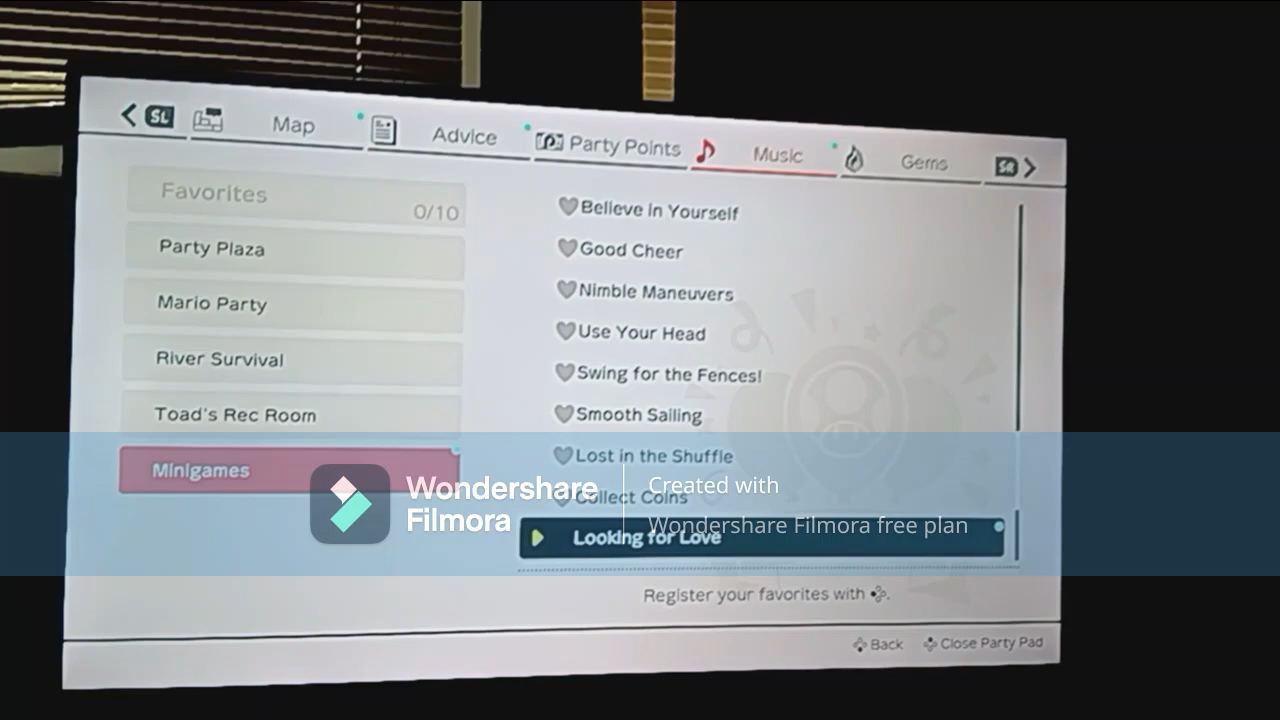 SL
Map
Advice
Party Points
Music
Gems
SR
Favorites
0/10
Party Plaza
Mario Party
River Survival
Toad's Rec Room
Minigames
Believe in Yourself
Good Cheer
Nimble Maneuvers
Use Your Head
Swing for the Fences!
Smooth Sailing
Lost in the Shuffle
Collect Coins
Looking for Love
Wondershare
Filmora
Created with
Wondershare Filmora free plan
Register your favorites with .
Back
Close Party Pad